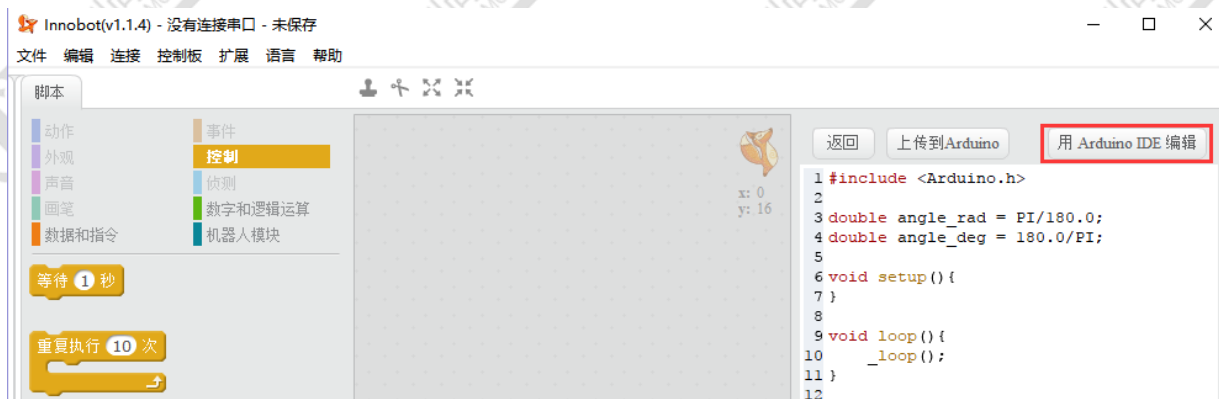 Innobot(v1.1.4) - 没有连接串口 - 未保存
文件 编辑 连接 控制板 扩展 语言 帮助
脚本
动作 事件
外观 控制
声音 侦测
画笔 数字和逻辑运算
数据和指令 机器人模块
等待 1 秒
重复执行 10 次
x: 0
y: 16
返回 上传到Arduino 用 Arduino IDE 编辑
1 #include <Arduino.h>
2
3 double angle_rad = PI/180.0;
4 double angle_deg = 180.0/PI;
5
6 void setup(){
7 }
8
9 void loop(){
10 _loop();
11 }
12